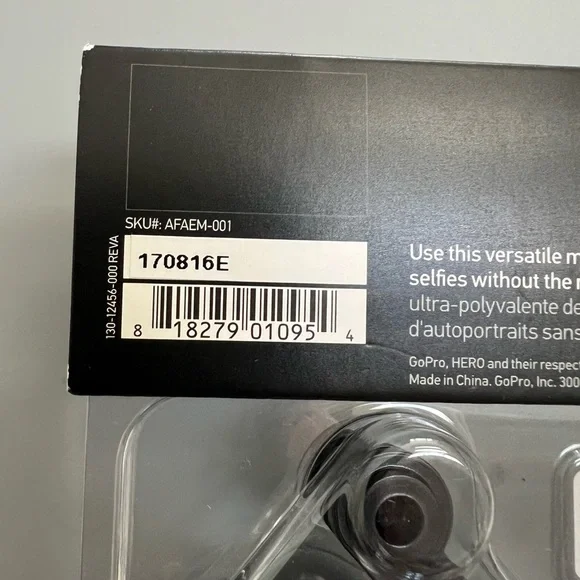 SKU#: AFAEM-001
130-12456-000 REVA
170816E
8 18279 01095 4
Use this versatile
selfies without the
ultra-polyvalente de
d'autoportraits sans
GoPro, HERO and their
Made in China. GoPro, Inc. 300